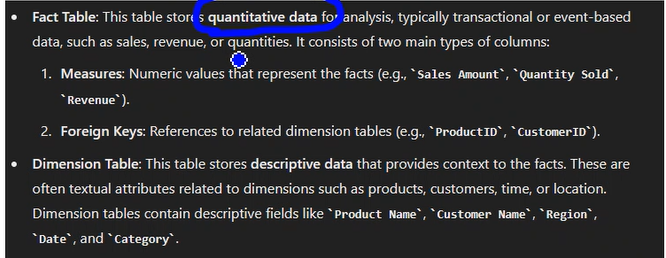 • Fact Table: This table stores quantitative data for analysis, typically transactional or event-based
data, such as sales, revenue, or quantities. It consists of two main types of columns:
1. Measures: Numeric values that represent the facts (e.g., `Sales Amount`, `Quantity Sold`,
`Revenue`).
2. Foreign Keys: References to related dimension tables (e.g., `ProductID`, `CustomerID`).
• Dimension Table: This table stores descriptive data that provides context to the facts. These are
often textual attributes related to dimensions such as products, customers, time, or location.
Dimension tables contain descriptive fields like `Product Name`, `Customer Name`, `Region`,
`Date`, and `Category`.